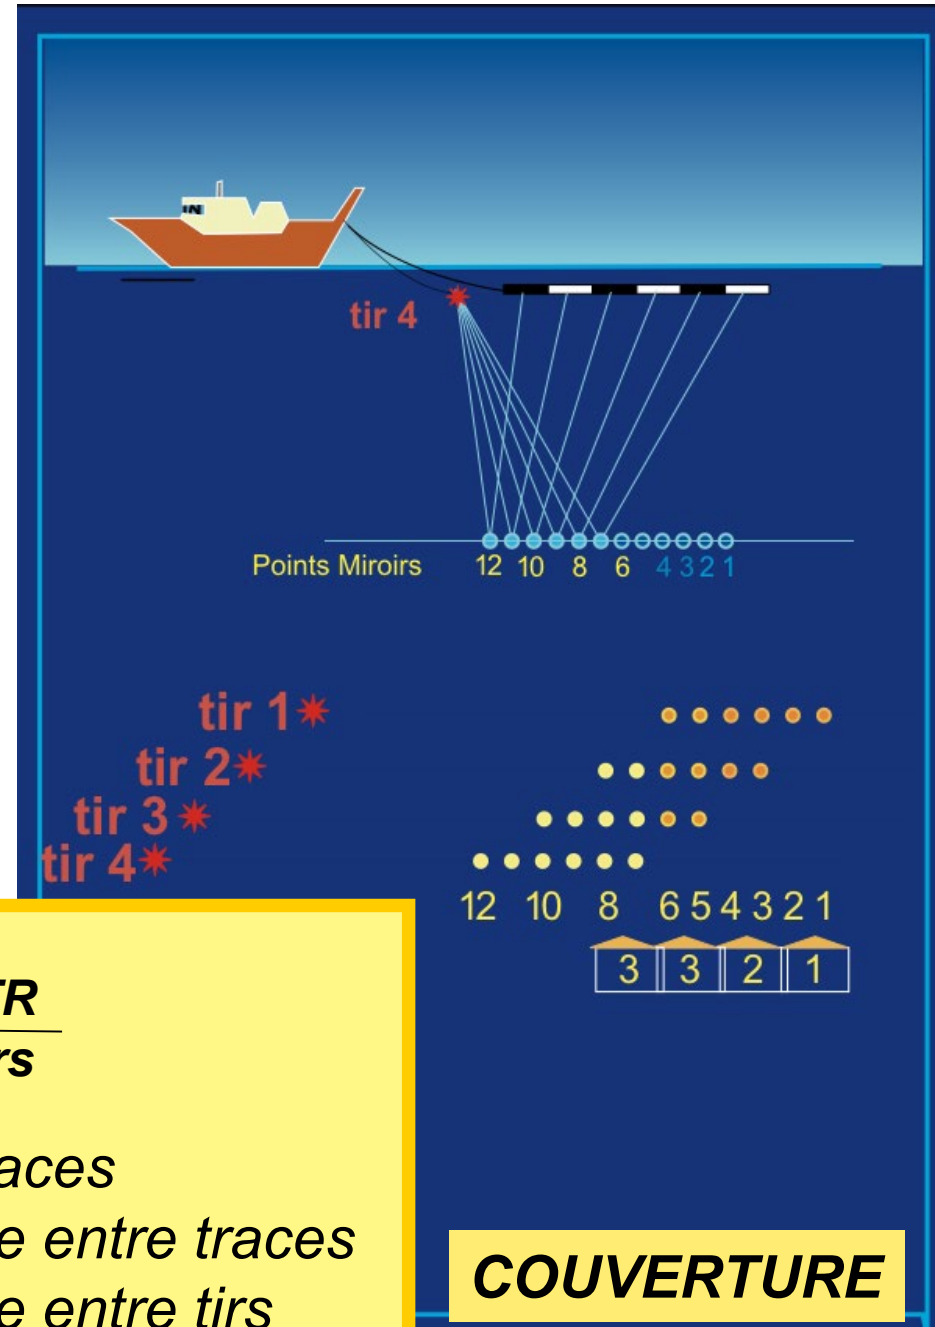 IN
tir 4
Points Miroirs 12 10 8 6 4 3 2 1
tir 1
tir 2
tir 3
tir 4
12 10 8 6 5 4 3 2 1
3 3 2 1
entre traces
entre tirs
COUVERTURE